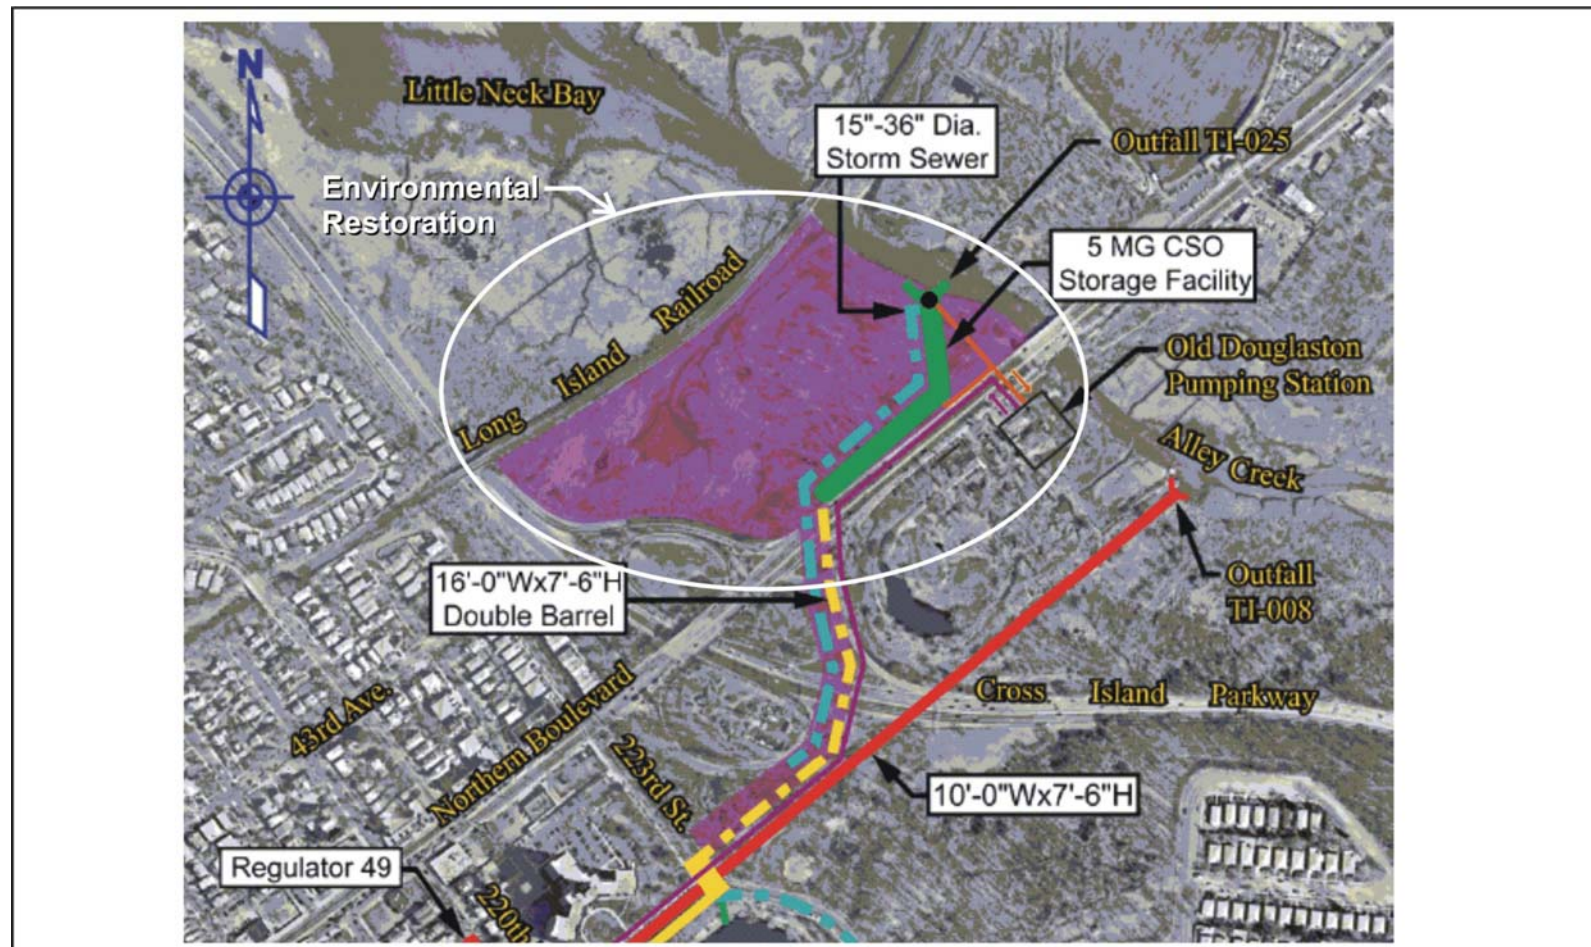 N
Little Neck Bay
15"-36" Dia.
Storm Sewer
Outfall TI-025
Environmental
Restoration
5 MG CSO
Storage Facility
Long Island Railroad
Old Douglaston
Pumping Station
Alley Creek
16'-0"Wx7'-6"H
Double Barrel
Outfall
TI-008
Cross Island Parkway
43rd Ave.
Northern Boulevard
223rd St.
10'-0"Wx7'-6"H
Regulator 49
220th